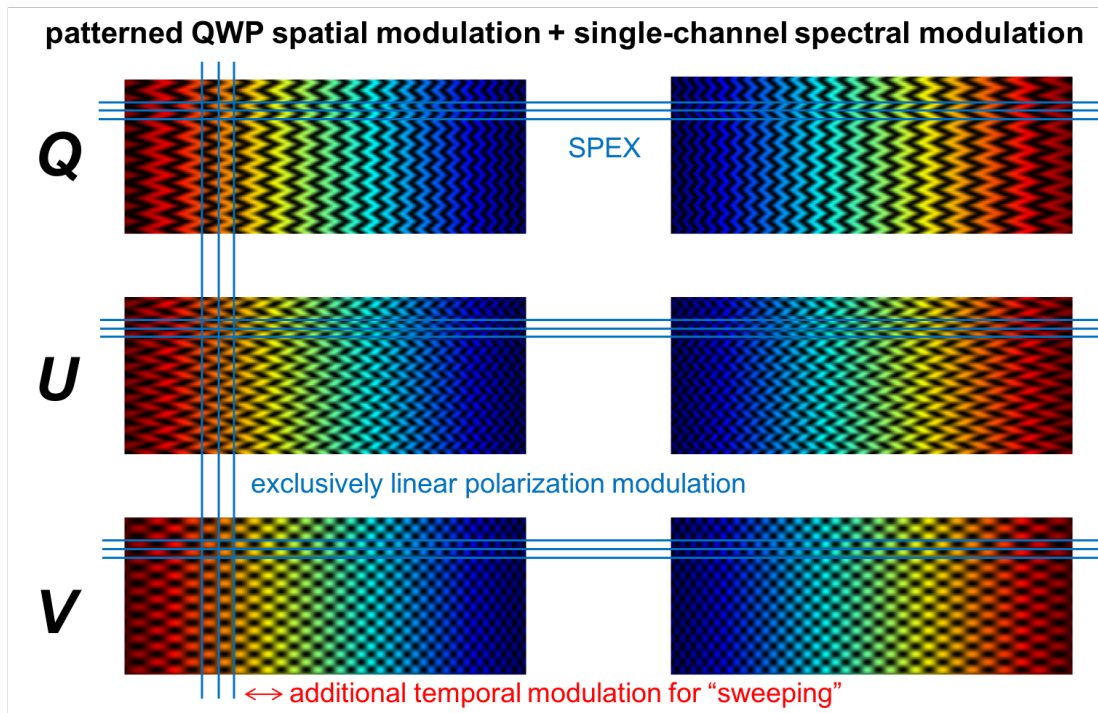 patterned QWP spatial modulation + single-channel spectral modulation
Q
SPEX
U
exclusively linear polarization modulation
V
additional temporal modulation for “sweeping”